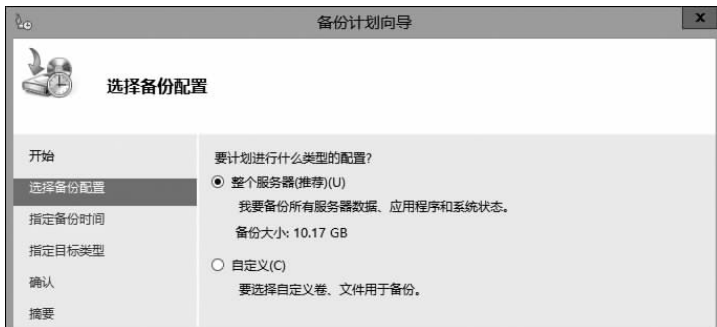 备份计划向导
x
选择备份配置
开始
选择备份配置
指定备份时间
指定目标类型
确认
摘要
要计划进行什么类型的配置?
整个服务器(推荐)(U)
我要备份所有服务器数据、应用程序和系统状态。
备份大小: 10.17 GB
自定义(C)
要选择自定义卷、文件用于备份。